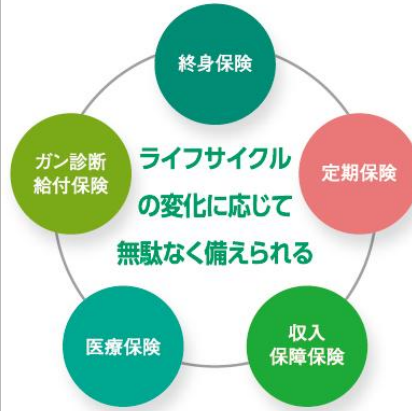 終身保険
ガン診断
給付保険
ライフサイクル
の変化に応じて
無駄なく備えられる
定期保険
医療保険
収入
保障保険